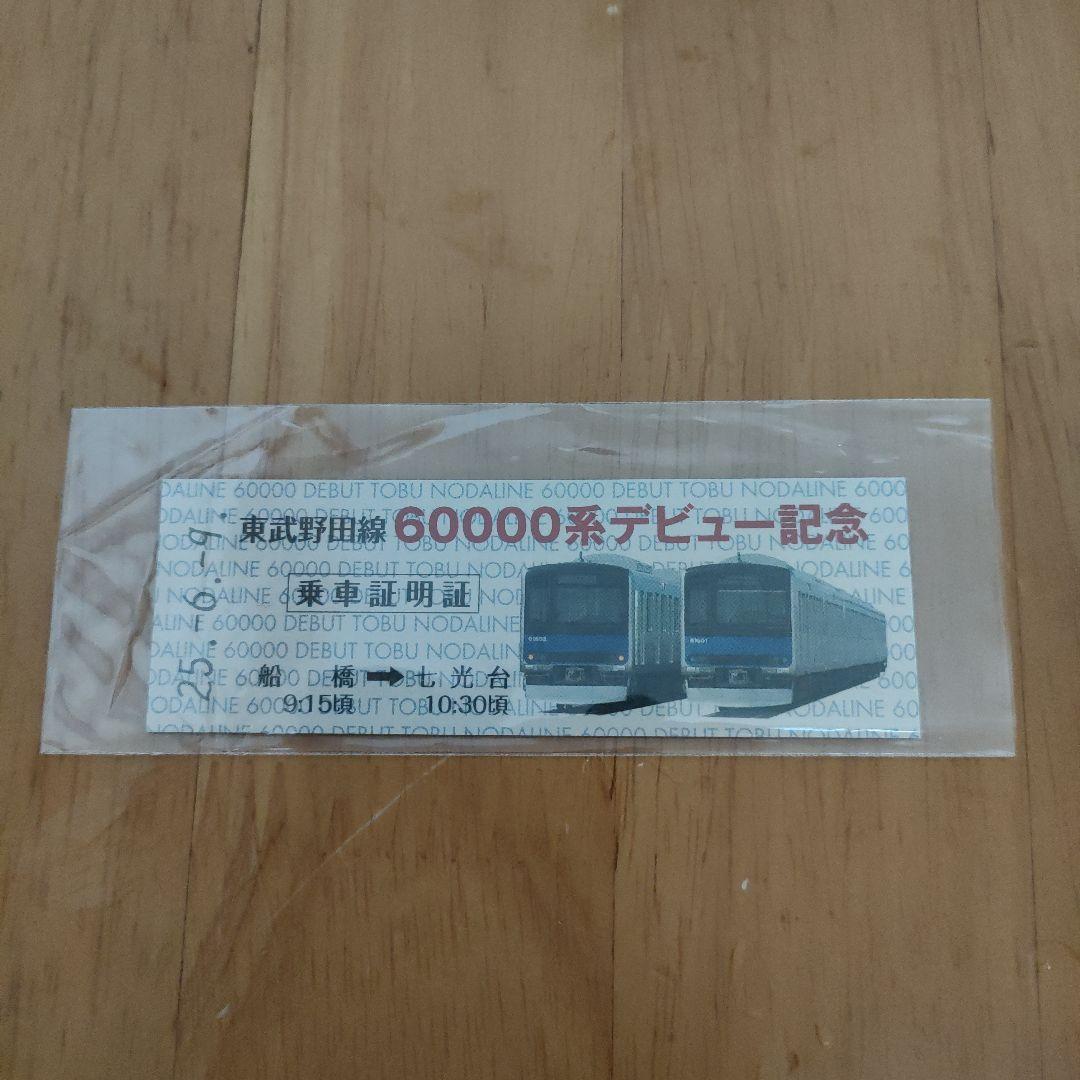 DALINE 60000 DEBUT TOBU NODALINE 60000 DEBUT TOBU NODALINE 6000
東武野田線 60000系デビュー記念
乗車証明証
船橋➡七光台
9:15頃 10:30頃
25.-6.-9.